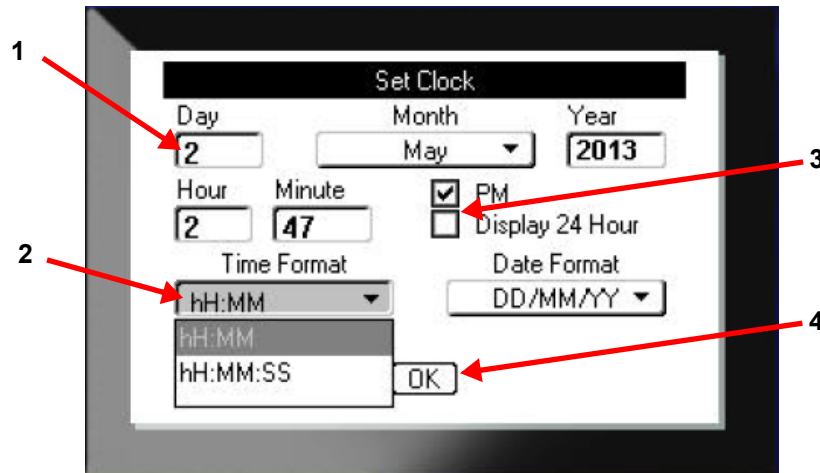 1
Set Clock
Day Month Year
2 May 2013
3
Hour Minute PM
2 47 Display 24 Hour
2
Time Format Date Format
hH:MM DD/MM/YY
hH:MM
4
hH:MM:SS OK